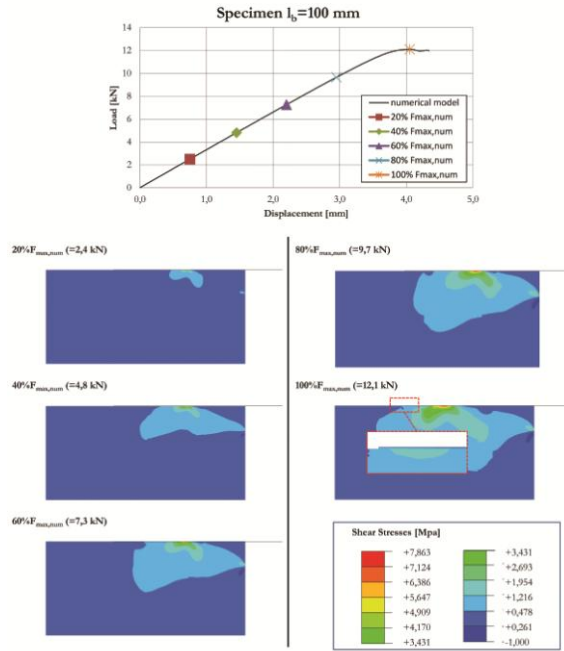 Specimen lb=100 mm
Load [kN]
14
12
10
8
6
4
2
0
0,0
1,0
2,0
3,0
4,0
5,0
Displacement [mm]
numerical model
20% Fmax,num
40% Fmax,num
60% Fmax,num
80% Fmax,num
100% Fmax,num
20%Fmax,num (=2,4 kN)
40%Fmax,num (=4,8 kN)
60%Fmax,num (=7,3 kN)
80%Fmax,num (=9,7 kN)
100%Fmax,num (=12,1 kN)
Shear Stresses [Mpa]
+7,863
+7,124
+6,386
+5,647
+4,909
+4,170
+3,431
+3,431
+2,693
+1,954
+1,216
+0,478
+0,261
-1,000